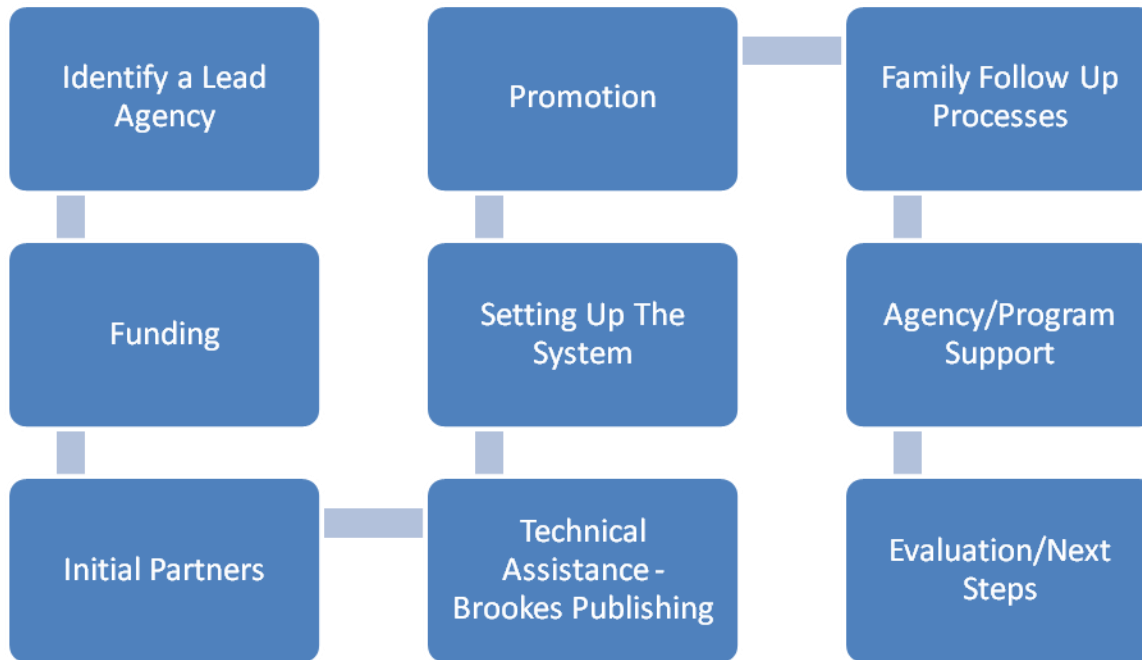 Identify a Lead
Agency
Funding
Initial Partners
Technical
Assistance -
Brookes Publishing
Setting Up The
System
Promotion
Family Follow Up
Processes
Agency/Program
Support
Evaluation/Next
Steps